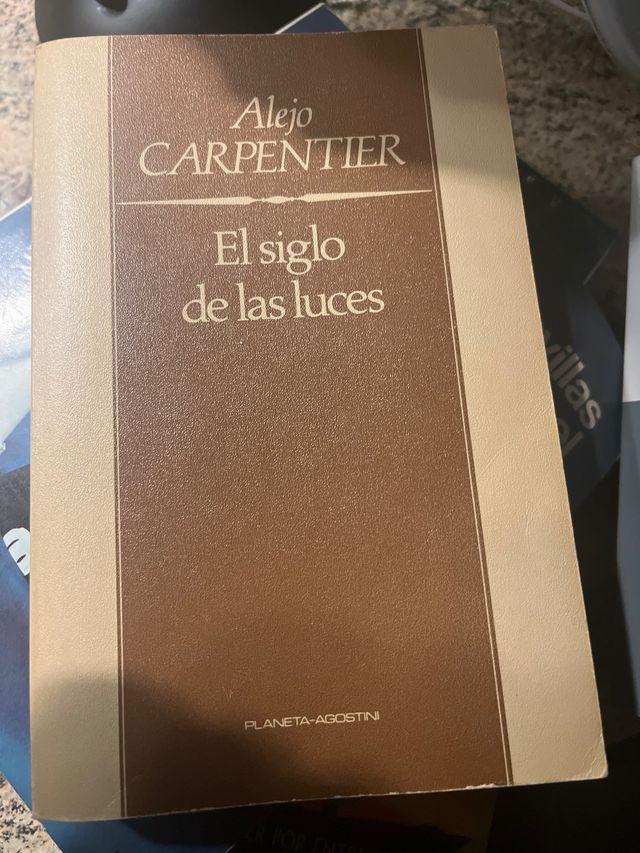 Alejo
CARPENTIER
El siglo
de las luces
PLANETA-AGOSTINI